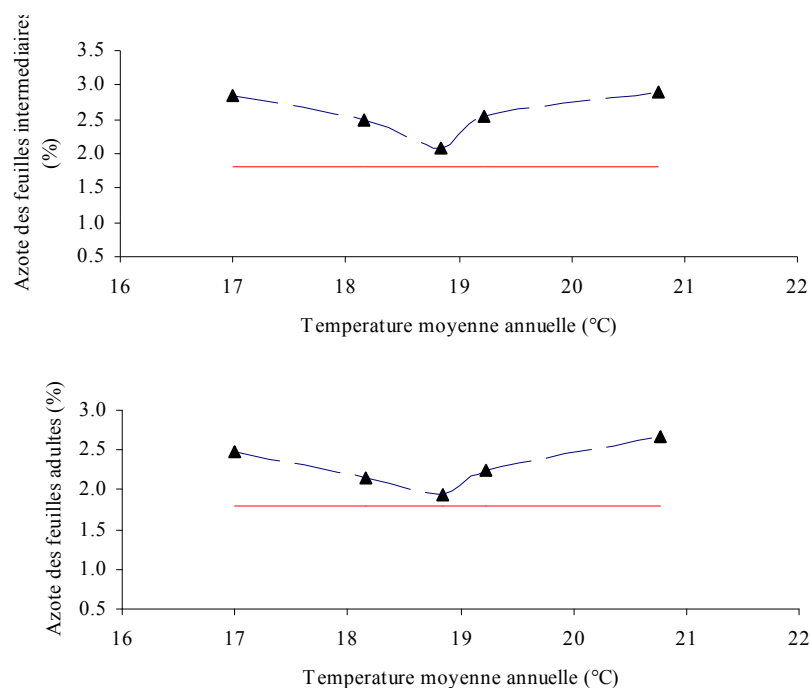 Azote des feuilles intermediaires
(%)
3.5
3.0
2.5
2.0
1.5
1.0
0.5
16 17 18 19 20 21 22
Temperature moyenne annuelle (°C)
Azote des feuilles adultes (%)
3.0
2.5
2.0
1.5
1.0
0.5
16 17 18 19 20 21 22
Temperature moyenne annuelle (°C)